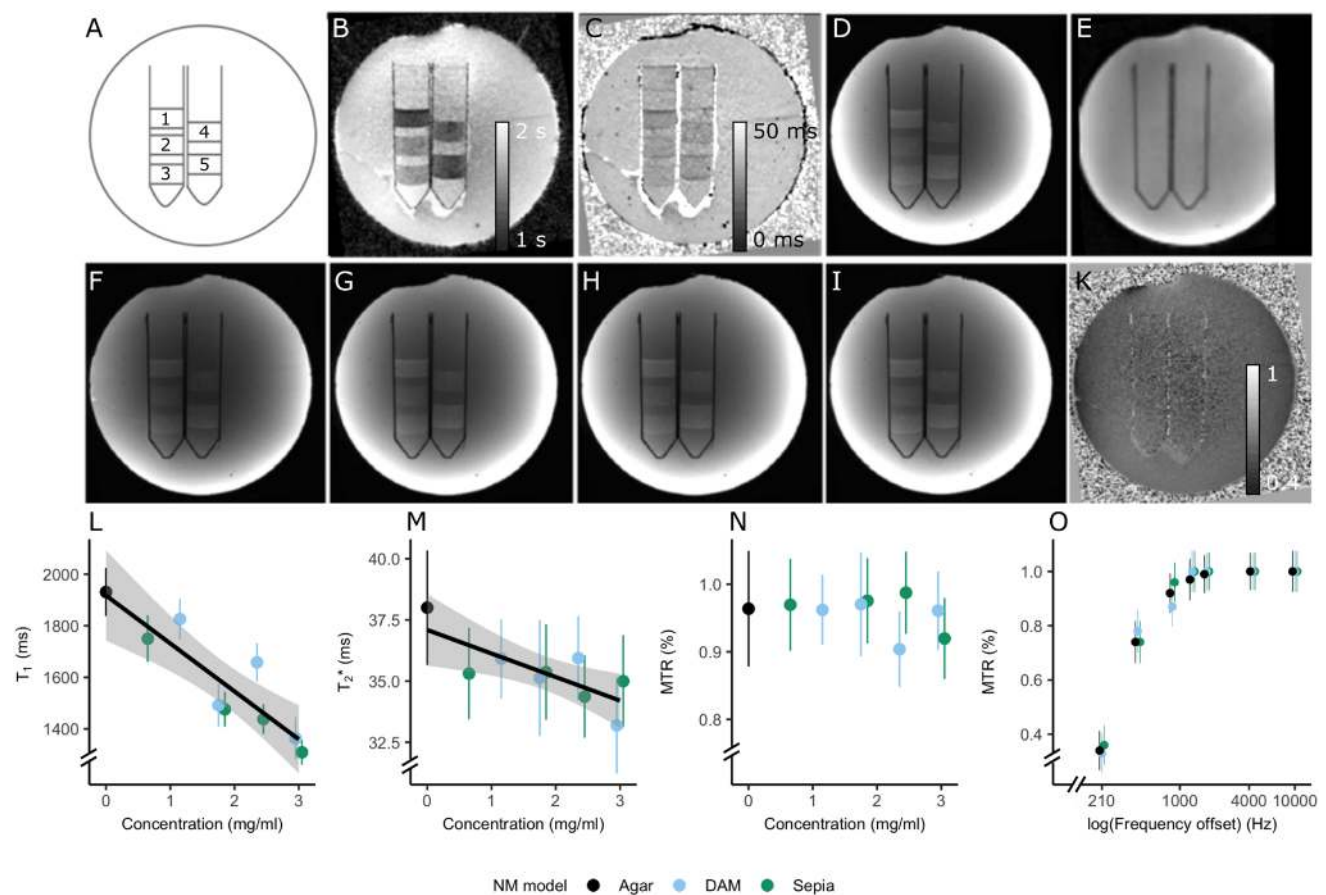 A B C D E
1 4
2
3 5
2 s
1 s
50 ms
0 ms
F G H I K
1
0.4
L M N O
2000
1800
1600
1400
T₁ (ms)
0 1 2 3
Concentration (mg/ml)
40.0
37.5
35.0
32.5
T₂* (ms)
0 1 2 3
Concentration (mg/ml)
1.0
0.9
0.8
MTR (%)
0 1 2 3
Concentration (mg/ml)
1.0
0.8
0.6
0.4
MTR (%)
210 1000 4000 10000
log(Frequency offset) (Hz)
NM model Agar DAM Sepia